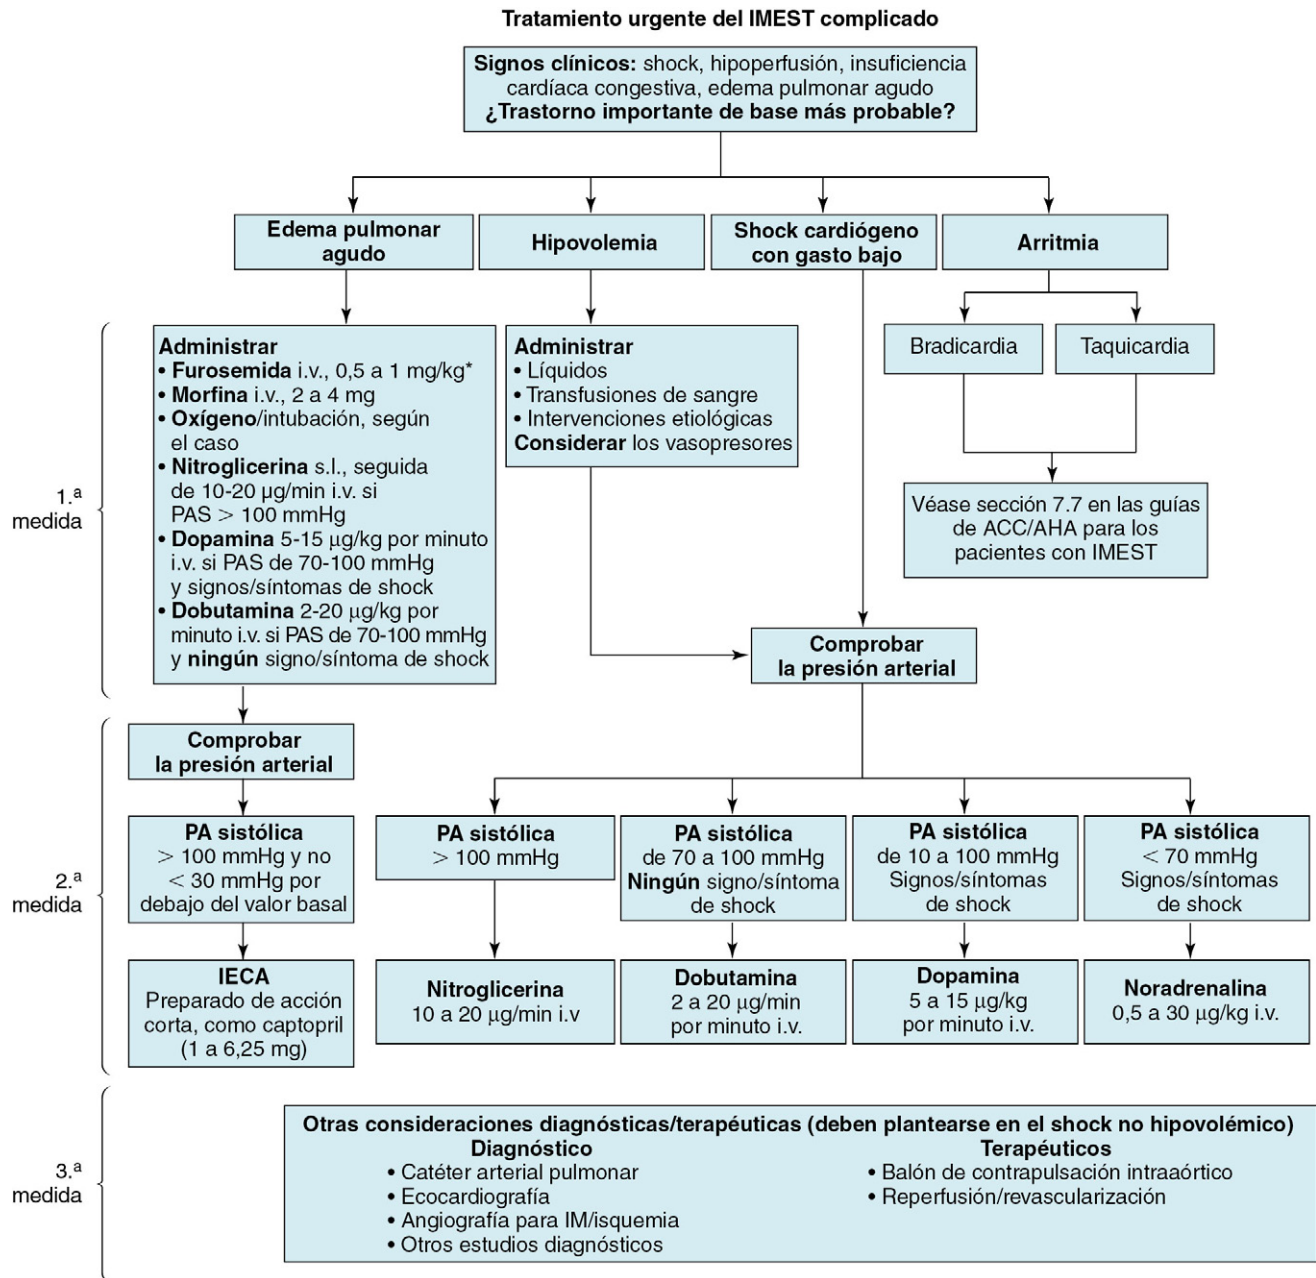 Tratamiento urgente del IMEST complicado
Signos clínicos: shock, hipoperfusión, insuficiencia
cardíaca congestiva, edema pulmonar agudo
¿Trastorno importante de base más probable?
Edema pulmonar
agudo
Hipovolemia
Shock cardiógeno
con gasto bajo
Arritmia
Bradicardia
Taquicardia
Véase sección 7.7 en las guías
de ACC/AHA para los
pacientes con IMEST
1.ª
medida
Administrar
• Furosemida i.v., 0,5 a 1 mg/kg*
• Morfina i.v., 2 a 4 mg
• Oxígeno/intubación, según
el caso
• Nitroglicerina s.l., seguida
de 10-20 µg/min i.v. si
PAS > 100 mmHg
• Dopamina 5-15 µg/kg por minuto
i.v. si PAS de 70-100 mmHg
y signos/síntomas de shock
• Dobutamina 2-20 µg/kg por
minuto i.v. si PAS de 70-100 mmHg
y ningún signo/síntoma de shock
Administrar
• Líquidos
• Transfusiones de sangre
• Intervenciones etiológicas
Considerar los vasopresores
Comprobar
la presión arterial
2.ª
medida
Comprobar
la presión arterial
PA sistólica
> 100 mmHg y no
< 30 mmHg por
debajo del valor basal
IECA
Preparado de acción
corta, como captopril
(1 a 6,25 mg)
PA sistólica
> 100 mmHg
Nitroglicerina
10 a 20 µg/min i.v
PA sistólica
de 70 a 100 mmHg
Ningún signo/síntoma
de shock
Dobutamina
2 a 20 µg/min
por minuto i.v.
PA sistólica
de 10 a 100 mmHg
Signos/síntomas
de shock
Dopamina
5 a 15 µg/kg
por minuto i.v.
PA sistólica
< 70 mmHg
Signos/síntomas
de shock
Noradrenalina
0,5 a 30 µg/kg i.v.
3.ª
medida
Otras consideraciones diagnósticas/terapéuticas (deben plantearse en el shock no hipovolémico)
Diagnóstico
• Catéter arterial pulmonar
• Ecocardiografía
• Angiografía para IM/isquemia
• Otros estudios diagnósticos
Terapéuticos
• Balón de contrapulsación intraaórtico
• Reperfusión/revascularización